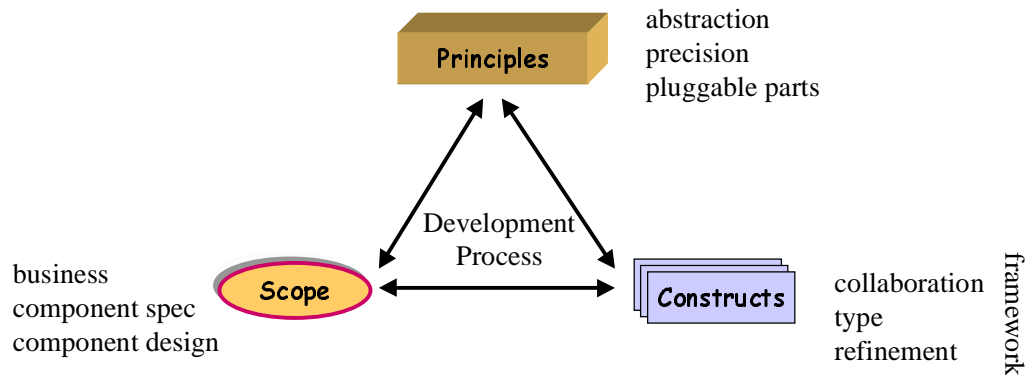 Principles
abstraction
precision
pluggable parts
Development
Process
business
component spec
component design
Scope
Constructs
collaboration
type
refinement
framework